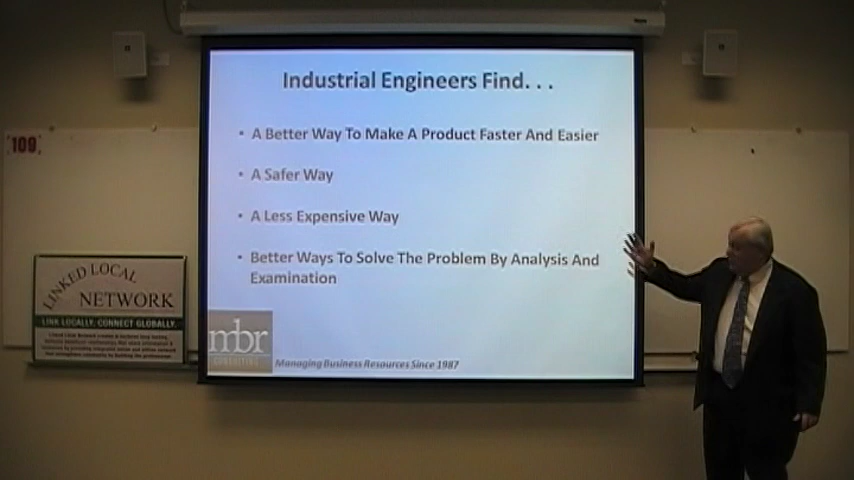 Industrial Engineers Find. . .
• A Better Way To Make A Product Faster And Easier
• A Safer Way
• A Less Expensive Way
• Better Ways To Solve The Problem By Analysis And
Examination
mbr
CONSULTING
Managing Business Resources Since 1987
109
LINKED LOCAL
NETWORK
LINK LOCALLY. CONNECT GLOBALLY.